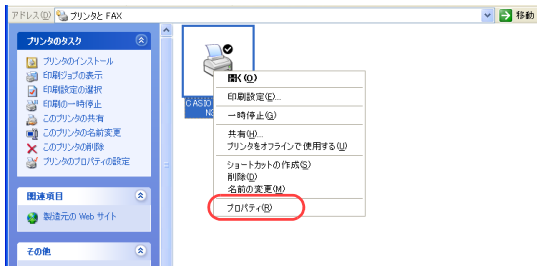 アドレス(D) プリンタと FAX 移動
プリンタのタスク
プリンタのインストール
印刷ジョブの表示
印刷設定の選択
印刷の一時停止
このプリンタの共有
このプリンタの名前変更
このプリンタの削除
プリンタのプロパティの設定
関連項目
製造元の Web サイト
その他
CASIO
開く(O)
印刷設定(E)...
一時停止(G)
共有(H)...
プリンタをオフラインで使用する(U)
ショートカットの作成(S)
削除(D)
名前の変更(M)
プロパティ(R)